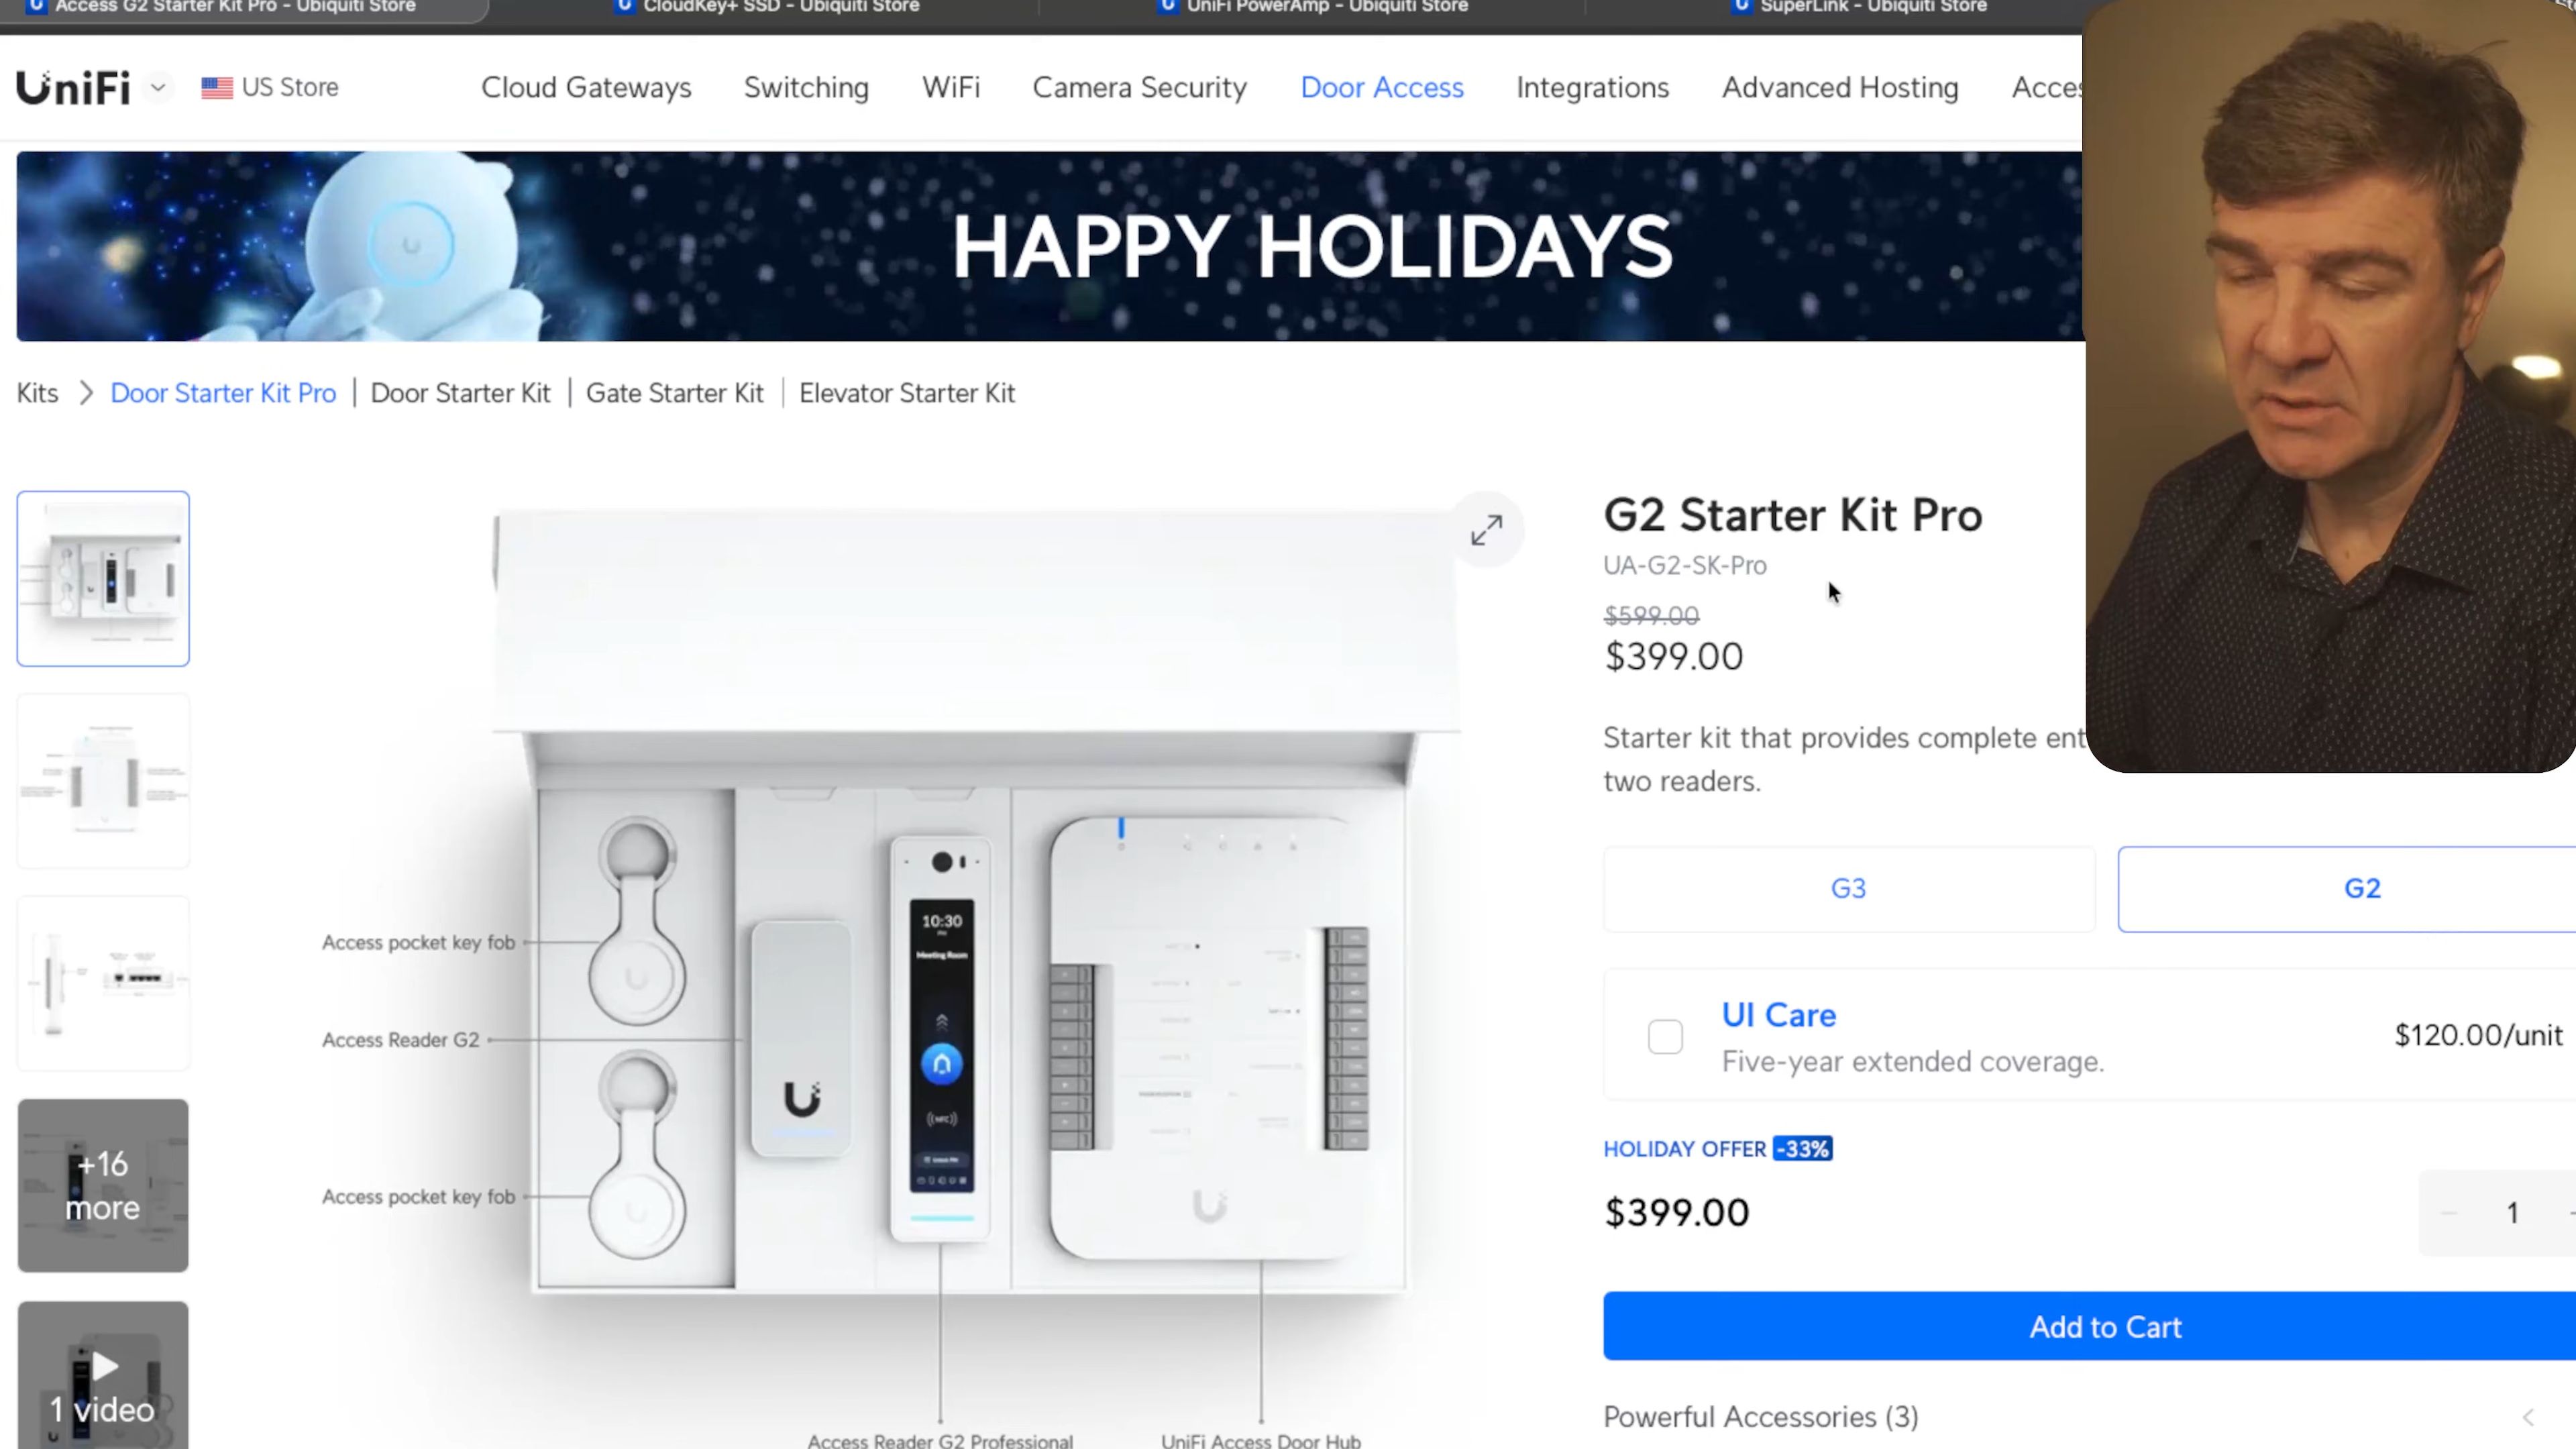 Access G2 Starter Kit Pro - Ubiquiti Store
CloudKey+ SSD - Ubiquiti Store
UniFi PowerAmp - Ubiquiti Store
SuperLink - Ubiquiti Store
UniFi
US Store
Cloud Gateways
Switching
WiFi
Camera Security
Door Access
Integrations
Advanced Hosting
HAPPY HOLIDAYS
Kits
Door Starter Kit Pro
Door Starter Kit
Gate Starter Kit
Elevator Starter Kit
G2 Starter Kit Pro
UA-G2-SK-Pro
$599.00
$399.00
Starter kit that provides complete
two readers.
G3
G2
UI Care
Five-year extended coverage.
$120.00/unit
HOLIDAY OFFER -33%
$399.00
1
Add to Cart
Powerful Accessories (3)
Access pocket key fob
Access Reader G2
Access pocket key fob
10:30
PM
Meeting Room
NFC
Access Reader G2 Professional
UniFi Access Door Hub
+16
more
1 video